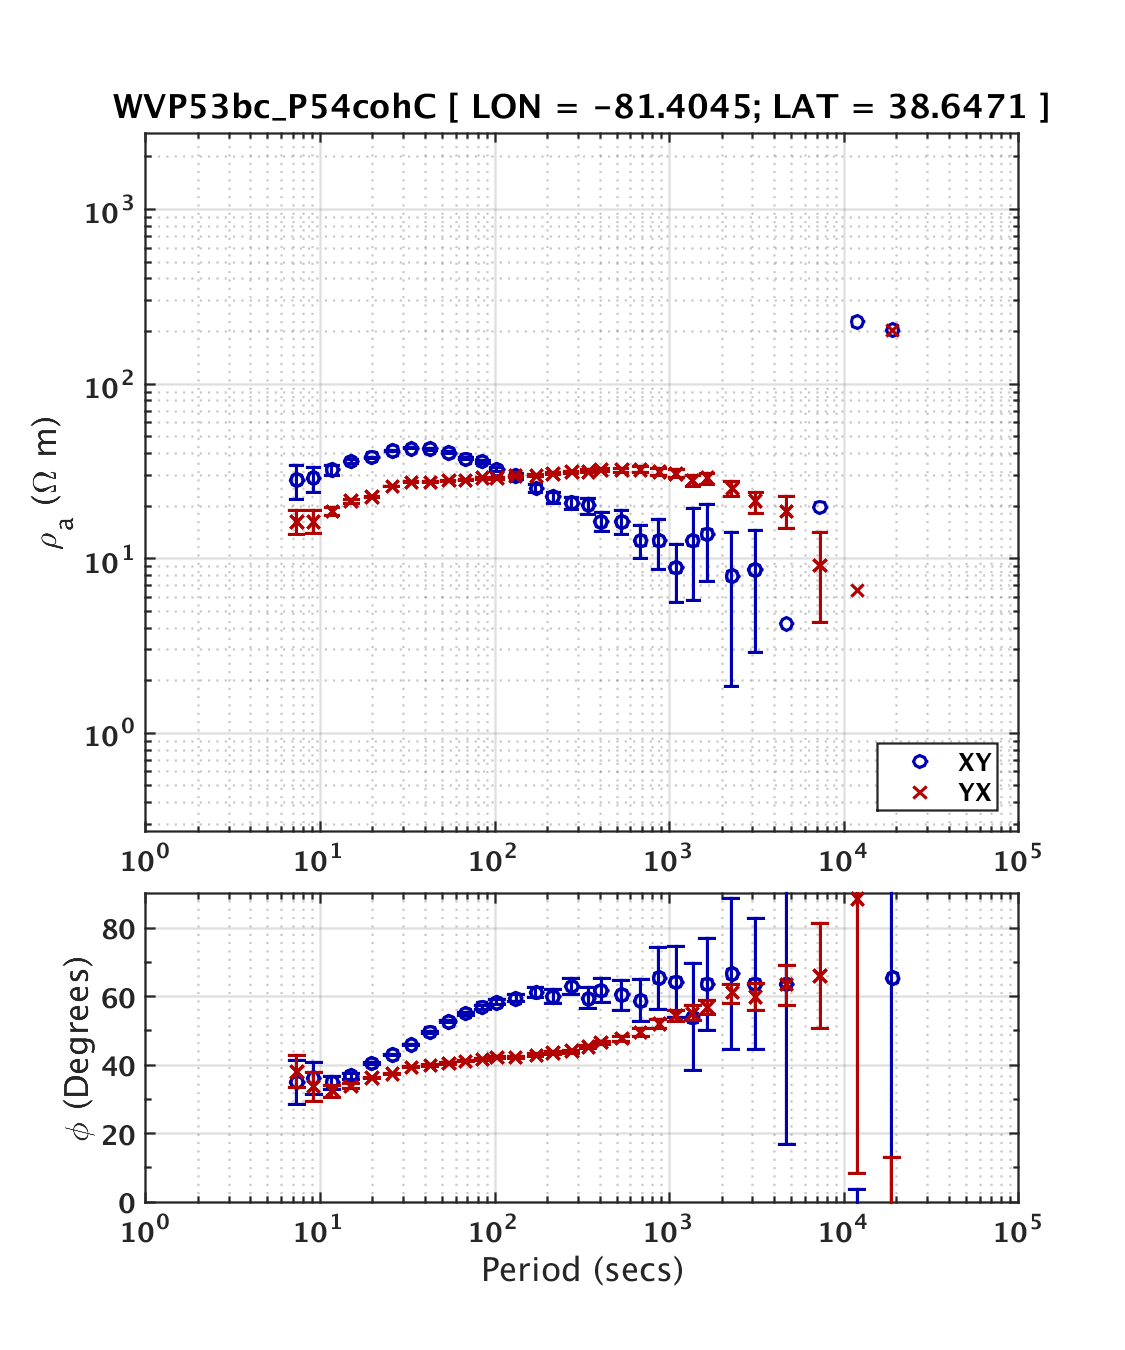 WVP53bc_P54cohC [ LON = -81.4045; LAT = 38.6471 ]
10³
10²
10¹
10⁰
ρa (Ω m)
XY
YX
10⁰ 10¹ 10² 10³ 10⁴ 10⁵
80
60
40
20
0
ϕ (Degrees)
10⁰ 10¹ 10² 10³ 10⁴ 10⁵
Period (secs)